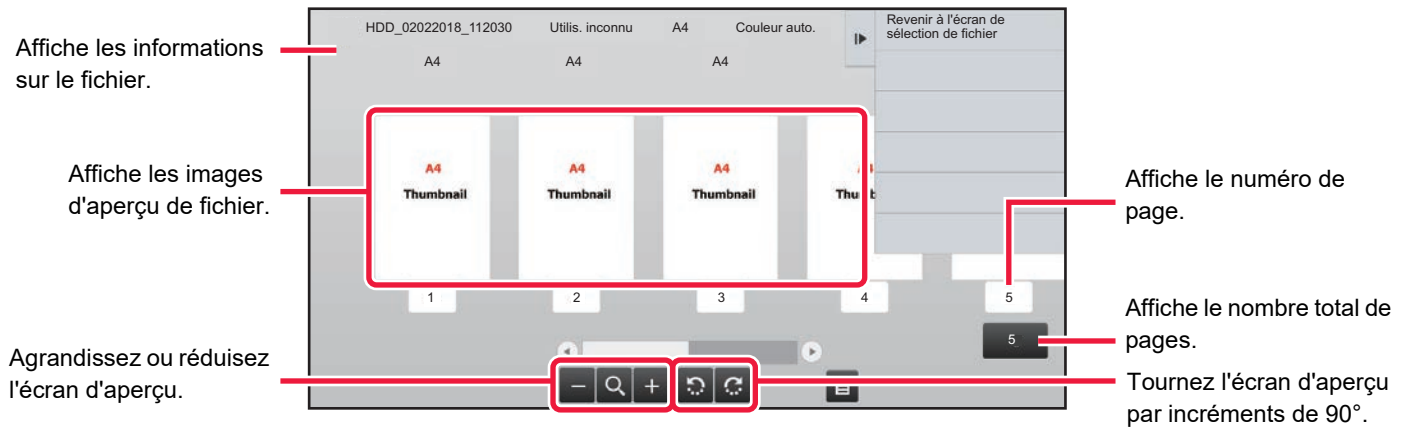 Affiche les informations
sur le fichier.
HDD_02022018_112030 Utilis. inconnu A4 Couleur auto.
Revenir à l'écran de
sélection de fichier
A4 A4 A4
Affiche les images
d'aperçu de fichier.
A4 A4 A4
Thumbnail Thumbnail Thumbnail
Affiche le numéro de
page.
1 2 3 4 5
Affiche le nombre total de
pages.
5
Agrandissez ou réduisez
l'écran d'aperçu.
Tournez l'écran d'aperçu
par incréments de 90°.